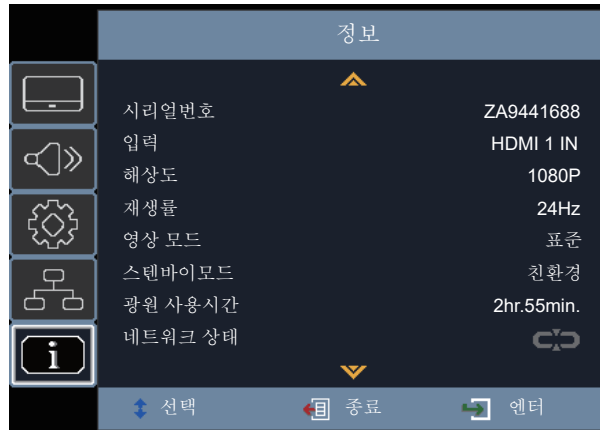 정보
시리얼번호 ZA9441688
입력 HDMI 1 IN
해상도 1080P
재생률 24Hz
영상 모드 표준
스텐바이모드 친환경
광원 사용시간 2hr.55min.
네트워크 상태
선택 종료 엔터